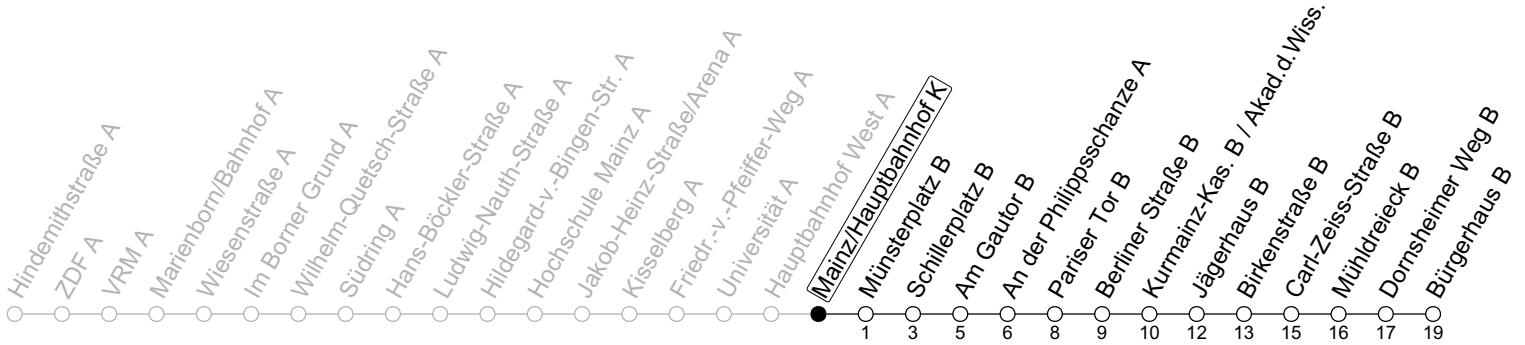 Hindemithstraße A
ZDF A
VRM A
Marienborn/Bahnhof A
Wiesenstraße A
Im Borner Grund A
Wilhelm-Quetsch-Straße A
Südring A
Hans-Böckler-Straße A
Ludwig-Nauth-Straße A
Hildegard-v.-Bingen-Str. A
Hochschule Mainz A
Jakob-Heinz-Straße/Arena A
Kisselberg A
Friedr.-v.-Pfeiffer-Weg A
Universität A
Hauptbahnhof West A
Mainz/Hauptbahnhof K
Münsterplatz B
Schillerplatz B
Am Gautor B
An der Philippsschanze A
Pariser Tor B
Berliner Straße B
Kurmainz-Kas. B / Akad.d.Wiss.
Jägerhaus B
Birkenstraße B
Carl-Zeiss-Straße B
Mühldreieck B
Dornsheimer Weg B
Bürgerhaus B
1 3 5 6 8 9 10 12 13 15 16 17 19